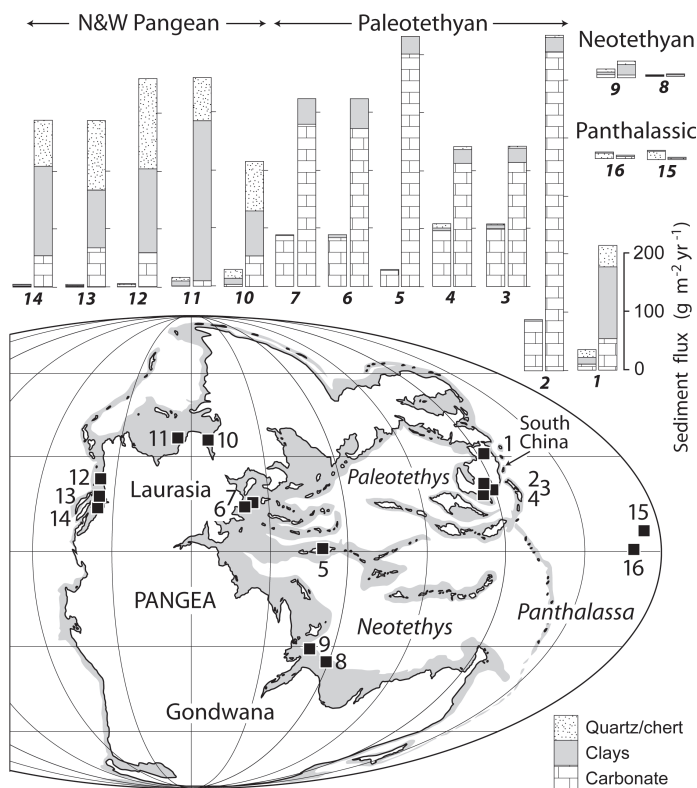 N&W Pangean
Paleotethyan
Neotethyan
9 8
Panthalassic
16 15
14 13 12 11 10 7 6 5 4 3
2 1
Sediment flux (g m-2 yr-1)
200
100
0
1
South
China
11 10
12
13
14
Laurasia
7
6
Paleotethys
2
3
4
15
16
5
PANGEA
Neotethys
Panthalassa
9
8
Gondwana
Quartz/chert
Clays
Carbonate